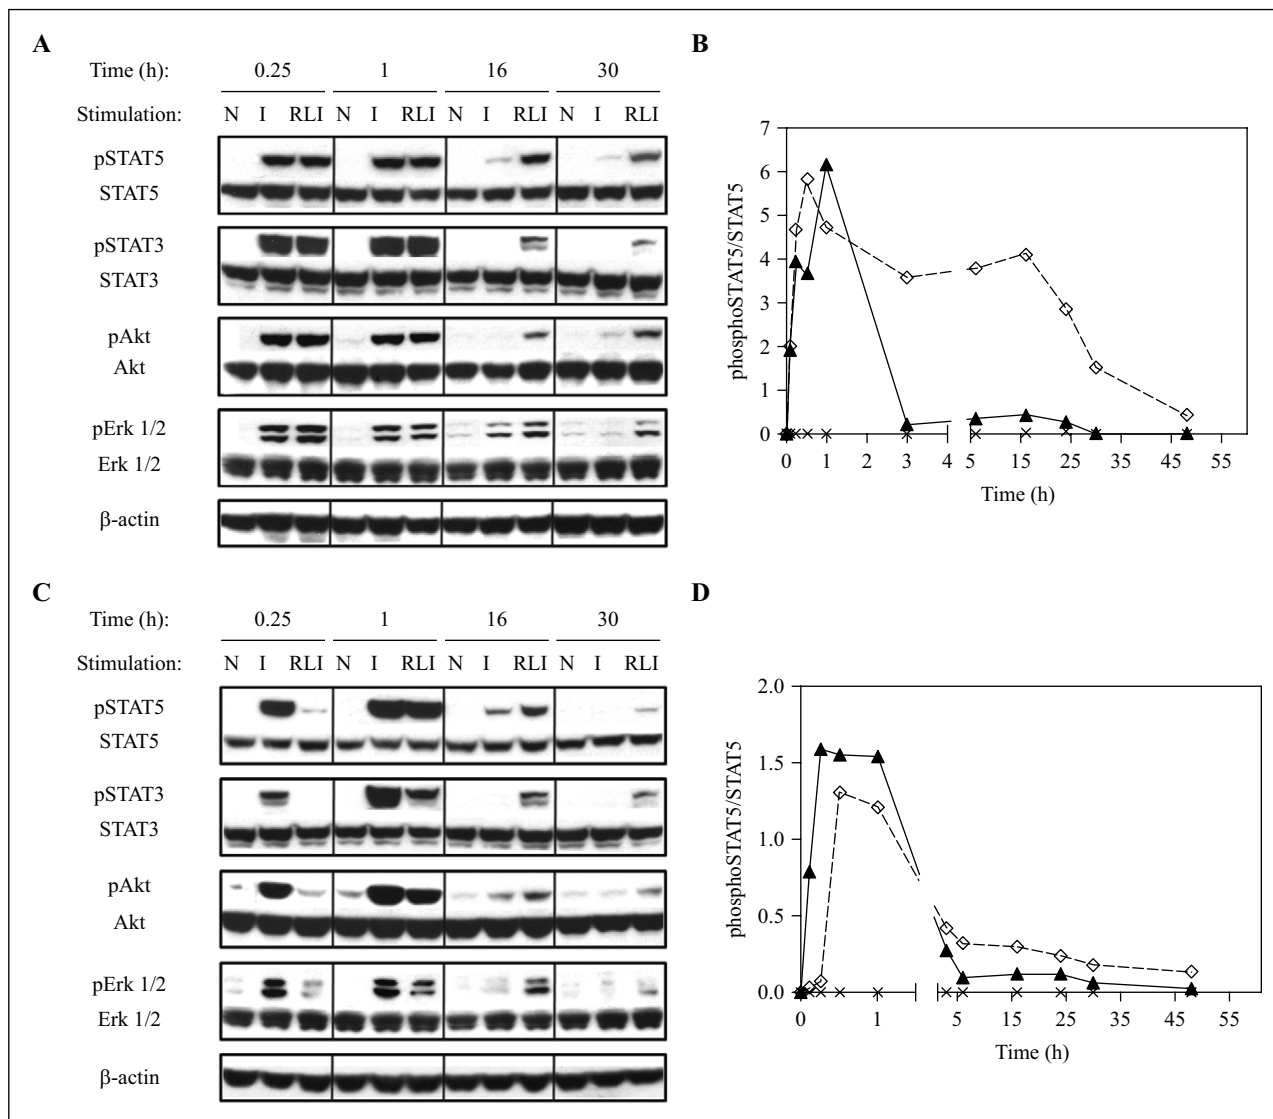 A
Time (h): 0.25 1 16 30
Stimulation: N I RLI N I RLI N I RLI N I RLI
pSTAT5
STAT5
pSTAT3
STAT3
pAkt
Akt
pErk 1/2
Erk 1/2
β-actin
B
7
6
5
4
3
2
1
0
phosphoSTAT5/STAT5
0 1 2 3 4 5 15 25 35 45 55
Time (h)
C
Time (h): 0.25 1 16 30
Stimulation: N I RLI N I RLI N I RLI N I RLI
pSTAT5
STAT5
pSTAT3
STAT3
pAkt
Akt
pErk 1/2
Erk 1/2
β-actin
D
2.0
1.5
1.0
0.5
0.0
phosphoSTAT5/STAT5
0 1 5 15 25 35 45 55
Time (h)